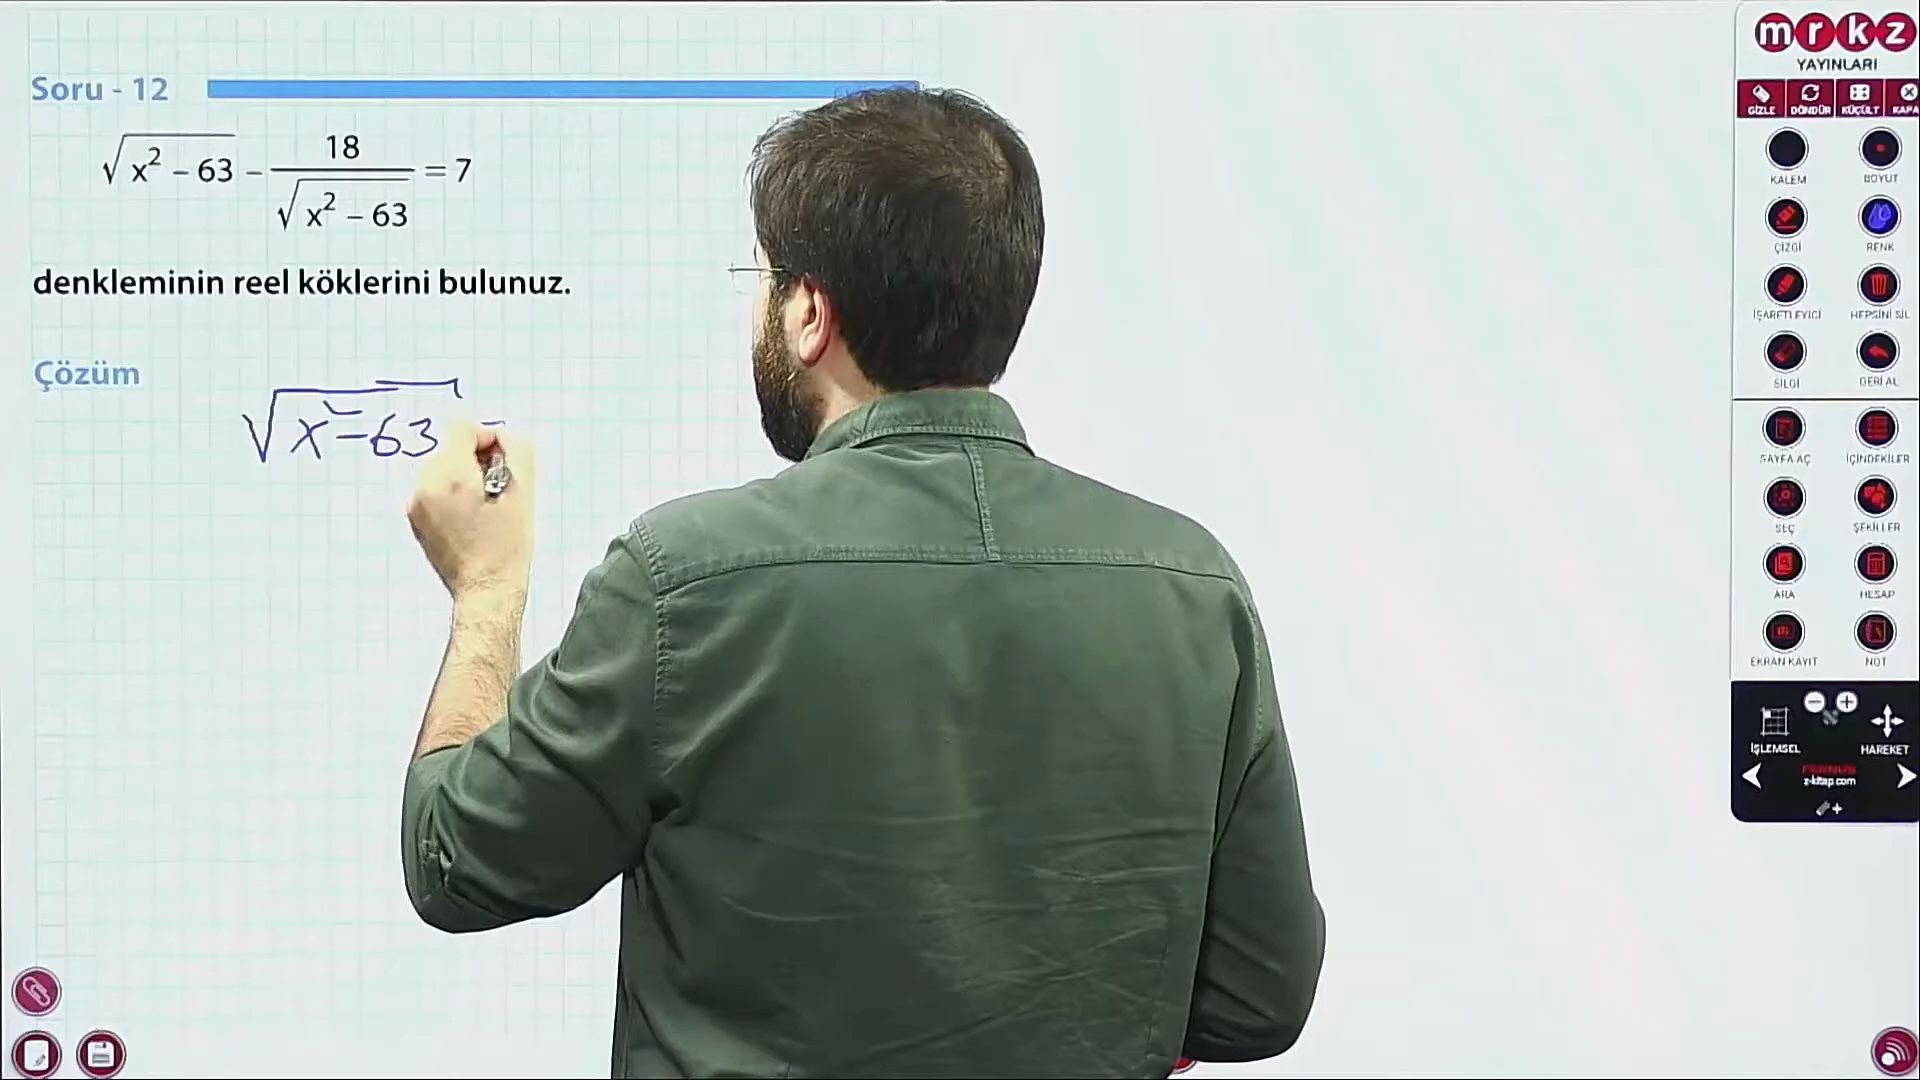 Soru - 12
√x² – 63 – 18/√x² – 63 = 7
denkleminin reel köklerini bulunuz.
Çözüm
√x²-63 =
mrkz
YAYINLARI
GİZLE DÖNDÜR KÜÇÜLT KAPA
KALEM BOYUT
ÇİZGİ RENK
İŞARETLEYİCİ HEPSİNİ SİL
SİLGİ GERİ AL
SAYFA AÇ İÇİNDEKİLER
SEÇ ŞEKİLLER
ARA HESAP
EKRAN KAYIT NOT
İŞLEMSEL HAREKET
FERNUS
z-kitap.com